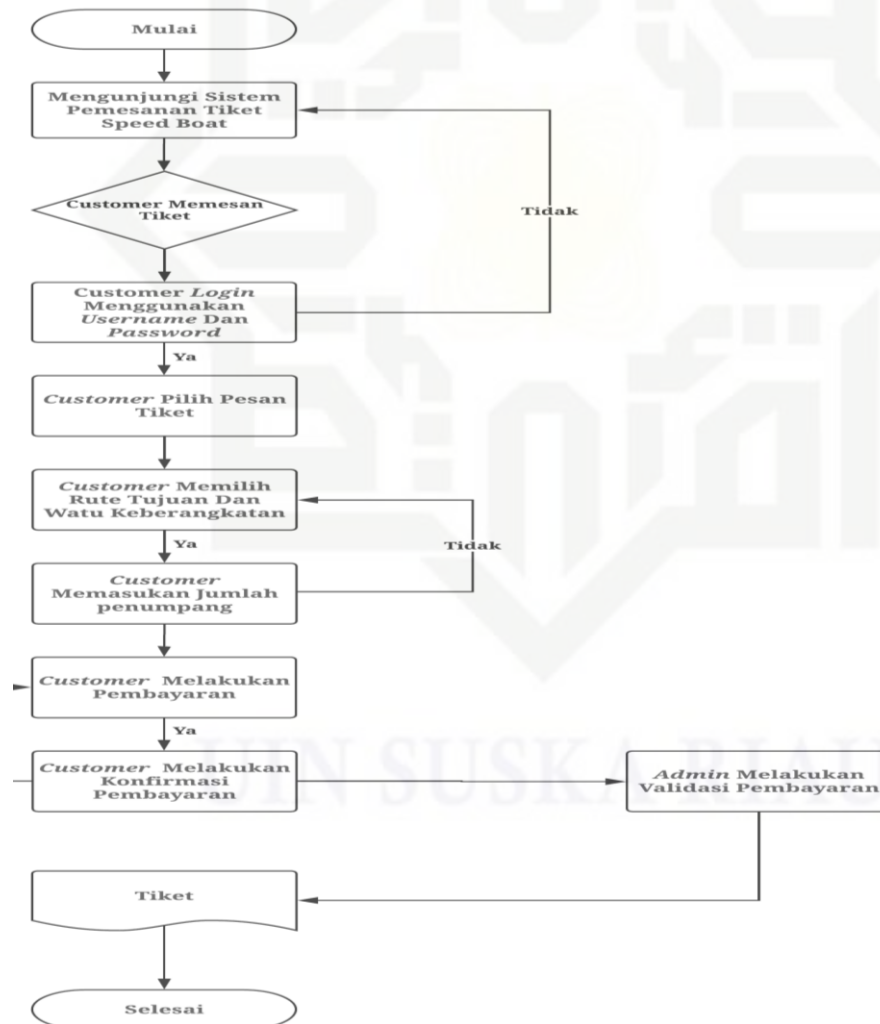 Mulai
Mengunjungi Sistem
Pemesanan Tiket
Speed Boat
Customer Memesan
Tiket
Tidak
Customer Login
Menggunakan
Username Dan
Password
Ya
Customer Pilih Pesan
Tiket
Customer Memilih
Rute Tujuan Dan
Watu Keberangkatan
Ya
Tidak
Customer
Memasukan Jumlah
penumpang
Customer Melakukan
Pembayaran
Ya
Customer Melakukan
Konfirmasi
Pembayaran
Admin Melakukan
Validasi Pembayaran
UIN SUSKA RIAU
Tiket
Selesai